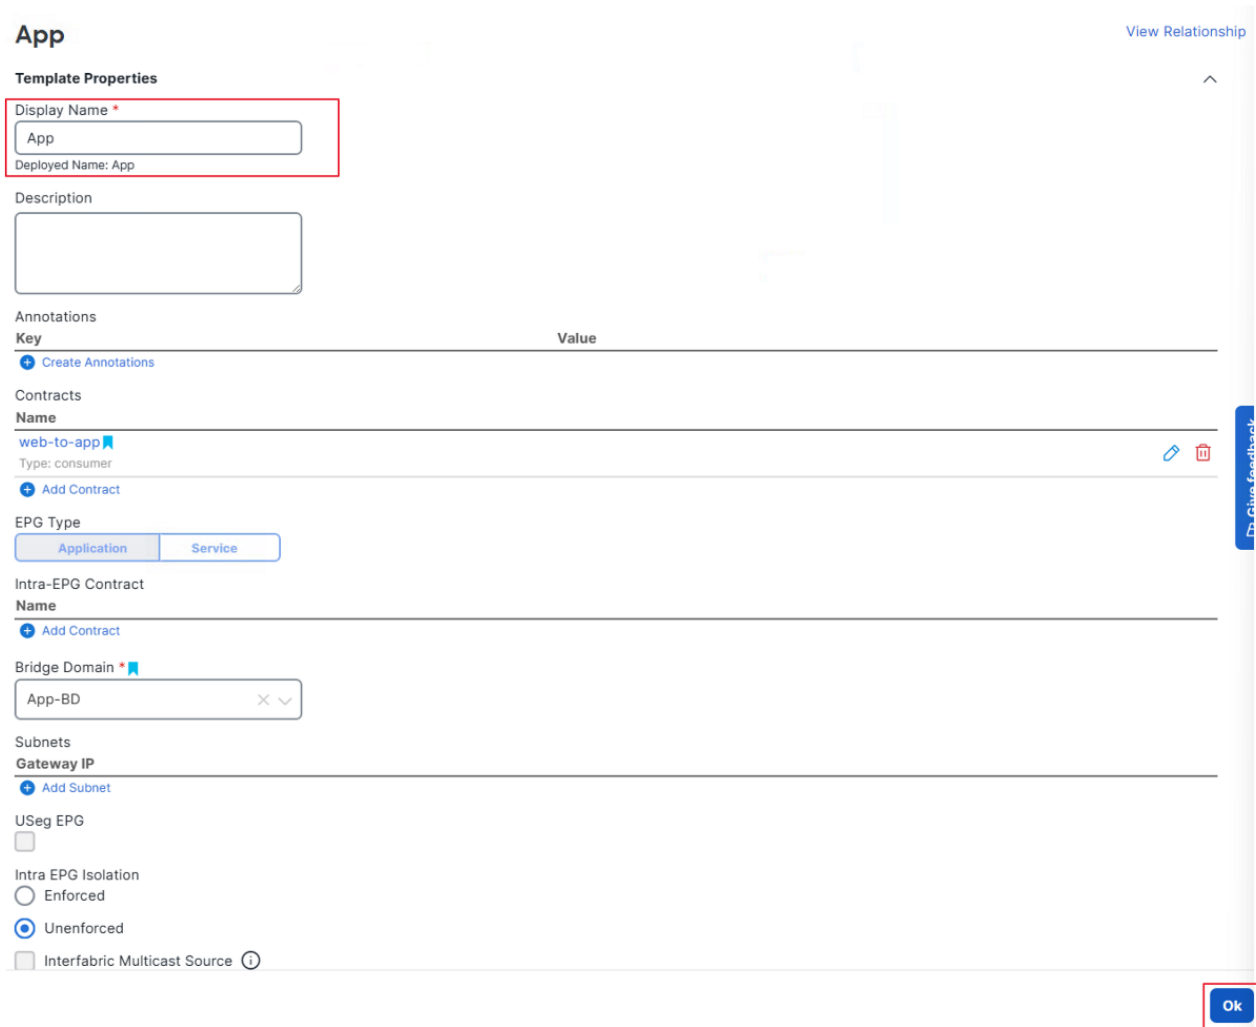 App
View Relationship
Template Properties
Display Name *
App
Deployed Name: App
Description
Annotations
Key Value
Create Annotations
Contracts
Name
web-to-app
Type: consumer
Add Contract
Give feedback
EPG Type
Application Service
Intra-EPG Contract
Name
Add Contract
Bridge Domain *
App-BD
Subnets
Gateway IP
Add Subnet
USeg EPG
Intra EPG Isolation
Enforced
Unenforced
Interfabric Multicast Source
Ok